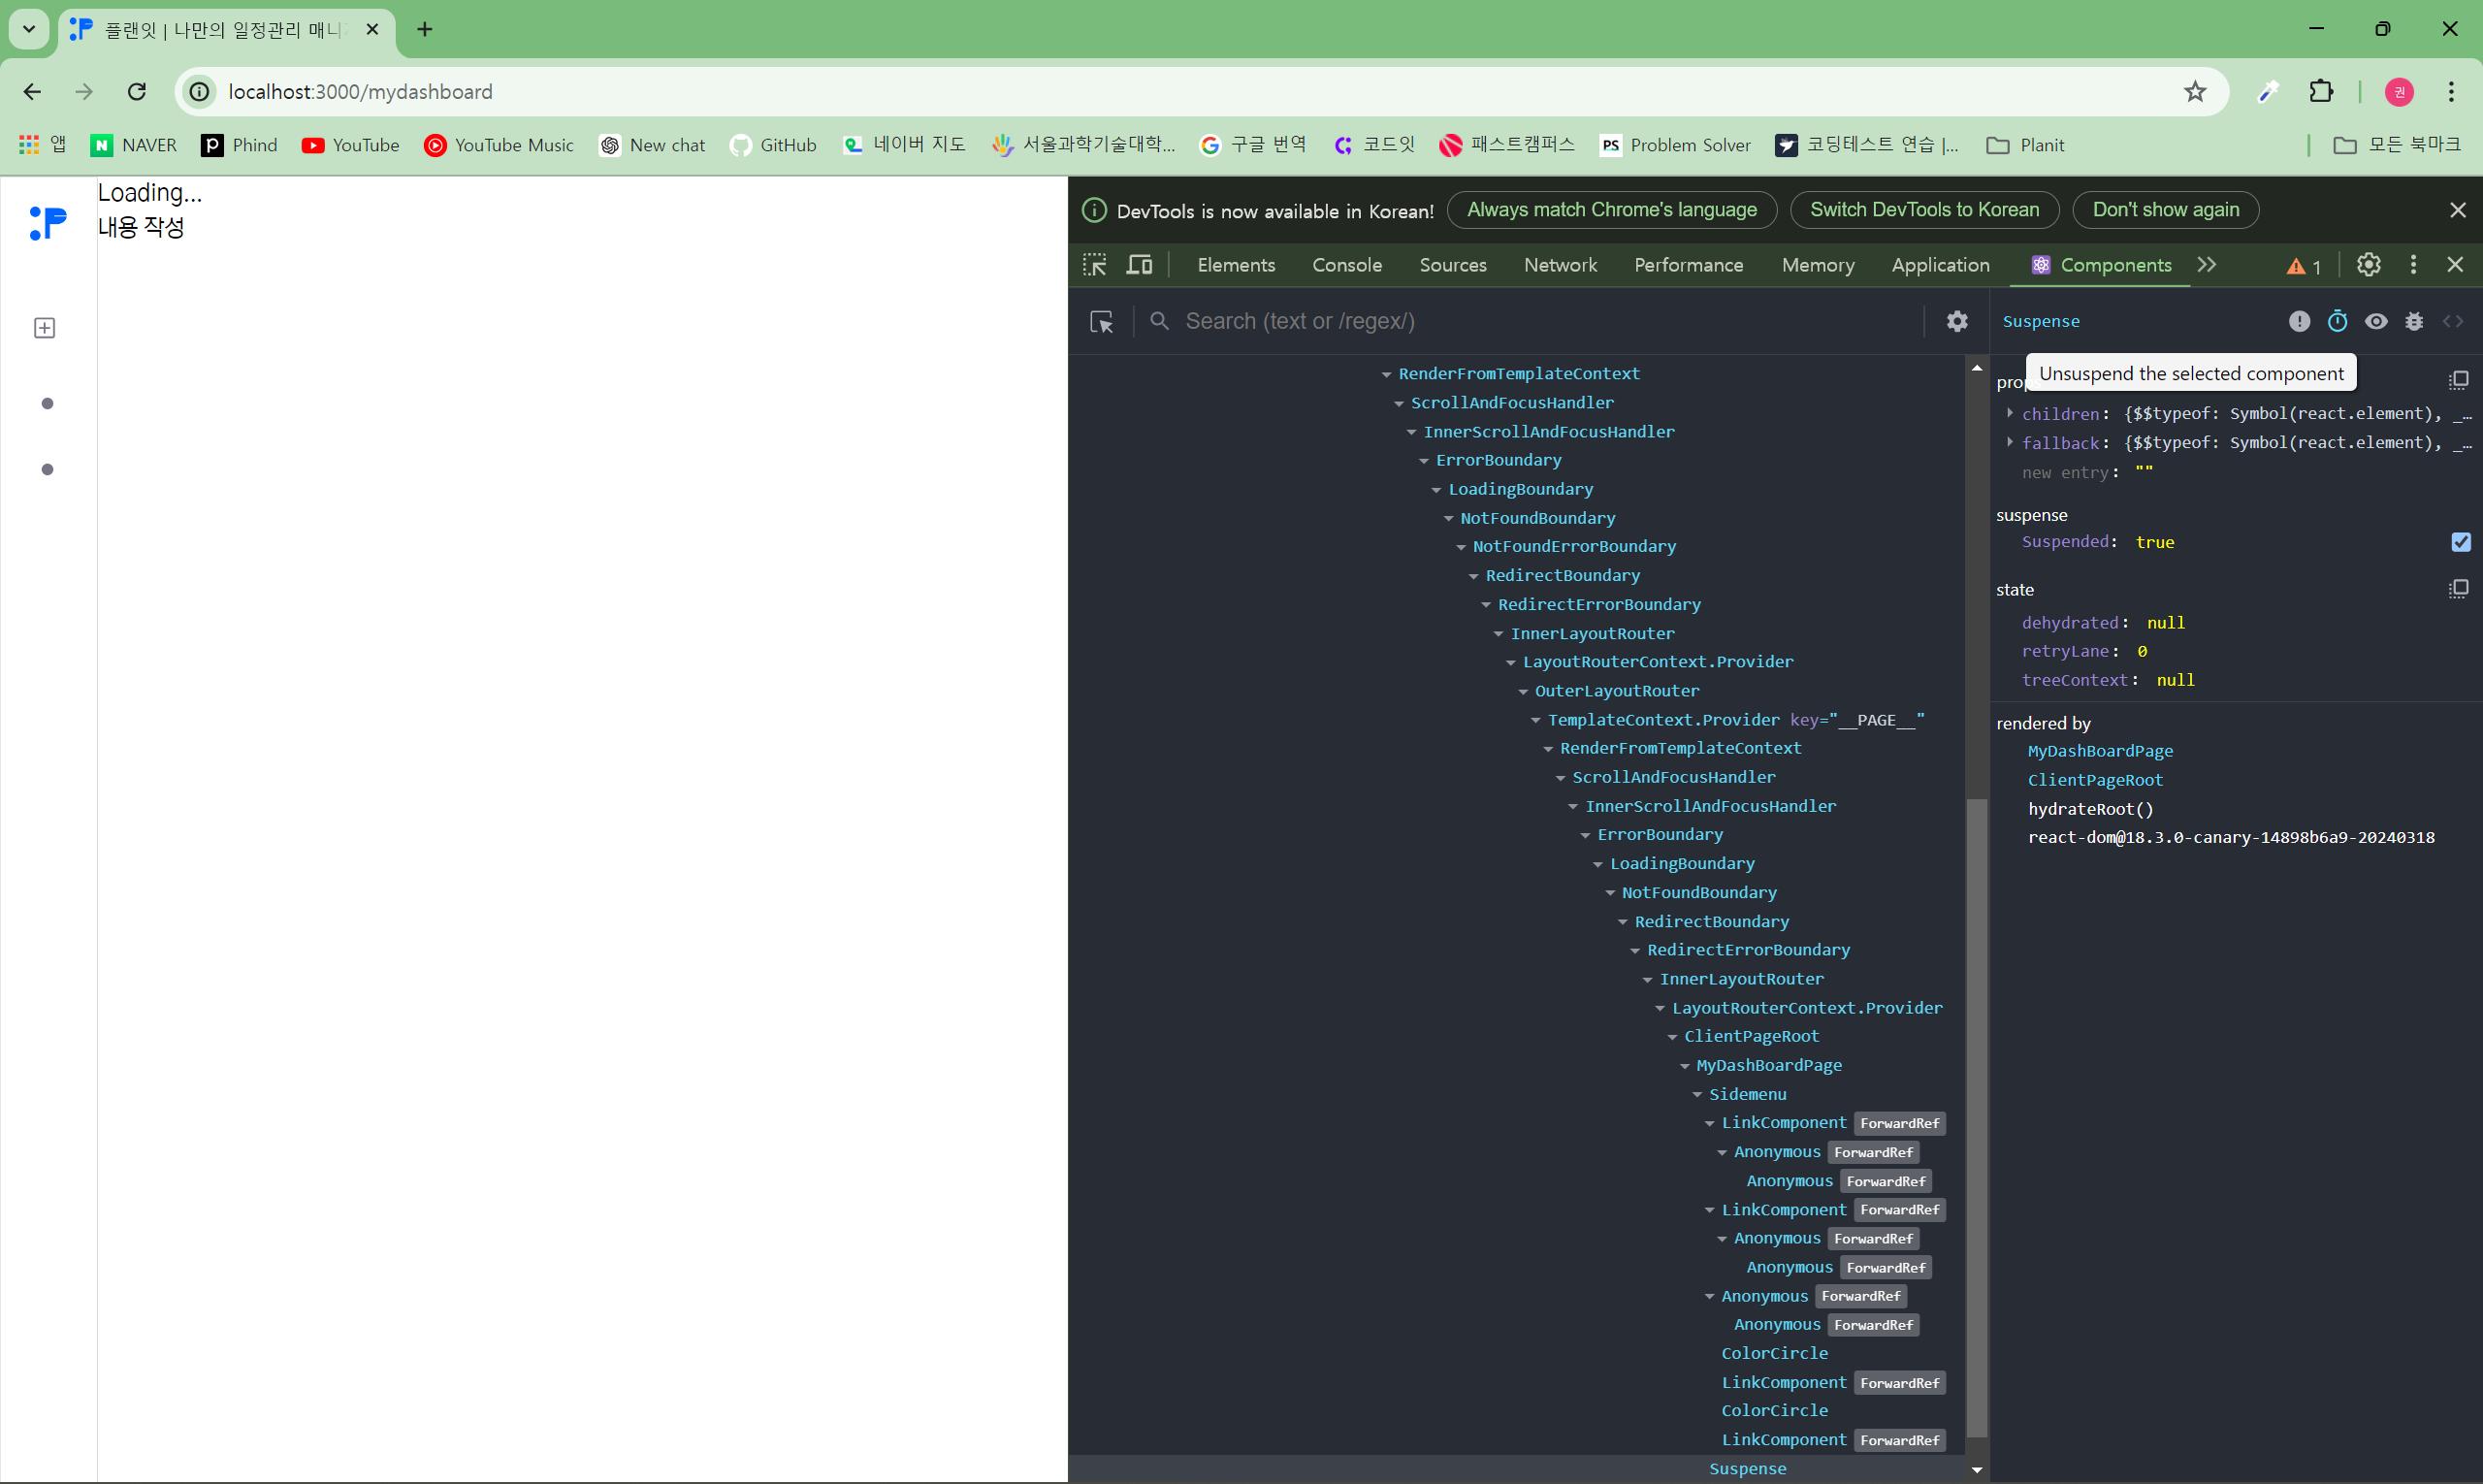 플랜잇 | 나만의 일정관리 매니
localhost:3000/mydashboard
권
앱
NAVER
Phind
YouTube
YouTube Music
New chat
GitHub
네이버 지도
서울과학기술대학...
구글 번역
코드잇
패스트캠퍼스
PS Problem Solver
코딩테스트 연습 |...
Planit
모든 북마크
Loading...
내용 작성
DevTools is now available in Korean!
Always match Chrome's language
Switch DevTools to Korean
Don't show again
Elements
Console
Sources
Network
Performance
Memory
Application
Components
1
Search (text or /regex/)
RenderFromTemplateContext
ScrollAndFocusHandler
InnerScrollAndFocusHandler
ErrorBoundary
LoadingBoundary
NotFoundBoundary
NotFoundErrorBoundary
RedirectBoundary
RedirectErrorBoundary
InnerLayoutRouter
LayoutRouterContext.Provider
OuterLayoutRouter
TemplateContext.Provider key="__PAGE__"
RenderFromTemplateContext
ScrollAndFocusHandler
InnerScrollAndFocusHandler
ErrorBoundary
LoadingBoundary
NotFoundBoundary
RedirectBoundary
RedirectErrorBoundary
InnerLayoutRouter
LayoutRouterContext.Provider
ClientPageRoot
MyDashBoardPage
Sidemenu
LinkComponent ForwardRef
Anonymous ForwardRef
Anonymous ForwardRef
LinkComponent ForwardRef
Anonymous ForwardRef
Anonymous ForwardRef
Anonymous ForwardRef
Anonymous ForwardRef
ColorCircle
LinkComponent ForwardRef
ColorCircle
LinkComponent ForwardRef
Suspense
Suspense
Unsuspend the selected component
children: {$$typeof: Symbol(react.element), _…
fallback: {$$typeof: Symbol(react.element), _…
new entry: ""
suspense
Suspended: true
state
dehydrated: null
retryLane: 0
treeContext: null
rendered by
MyDashBoardPage
ClientPageRoot
hydrateRoot()
react-dom@18.3.0-canary-14898b6a9-20240318